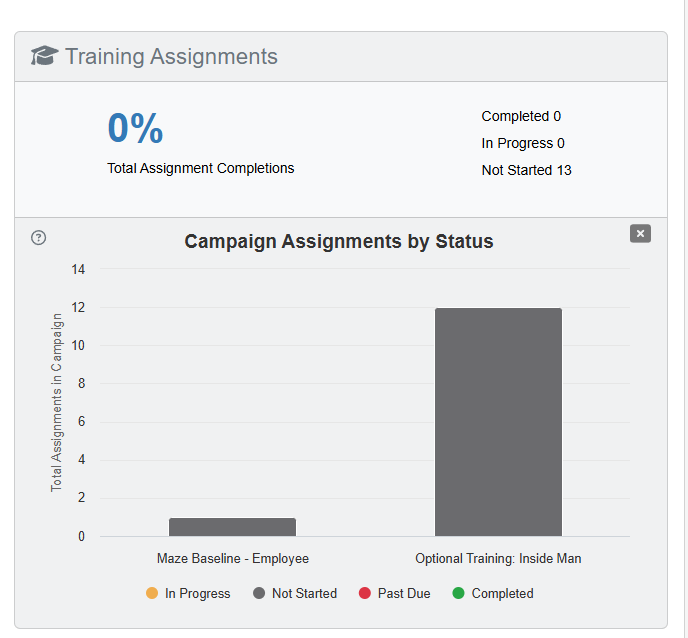 Training Assignments
0%
Total Assignment Completions
Completed 0
In Progress 0
Not Started 13
?
Campaign Assignments by Status
Total Assignments in Campaign
14
12
10
8
6
4
2
0
Maze Baseline - Employee
Optional Training: Inside Man
In Progress
Not Started
Past Due
Completed